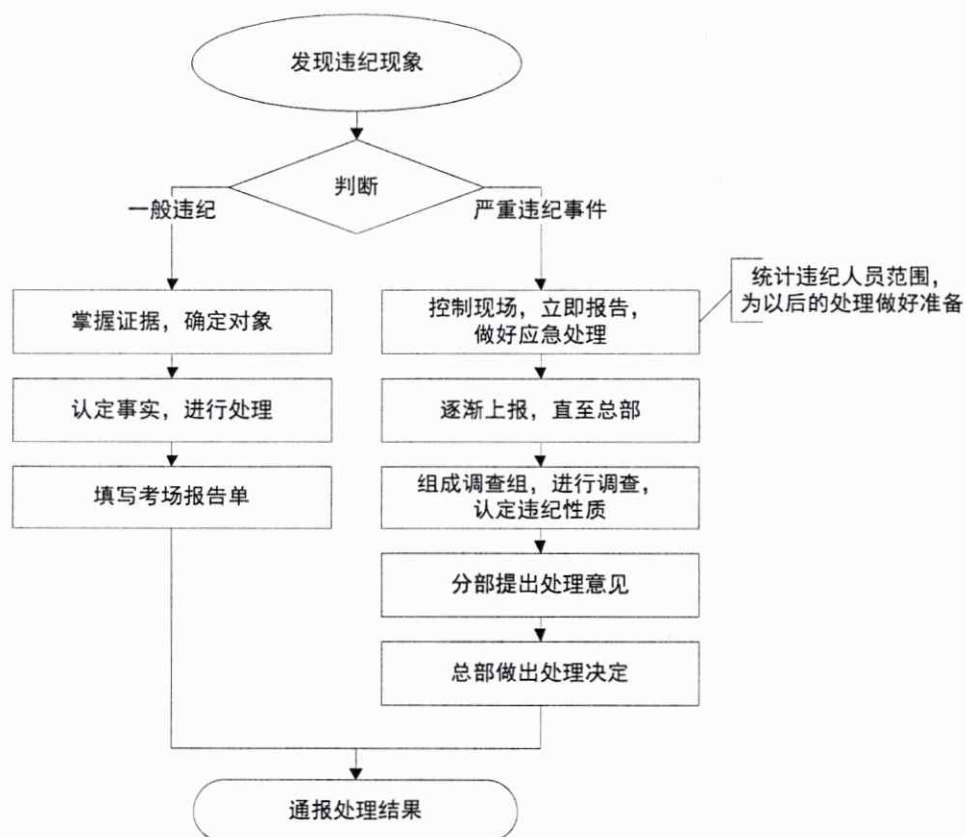 发现违纪现象
判断
一般违纪
严重违纪事件
统计违纪人员范围，
为以后的处理做好准备
掌握证据，确定对象
控制现场，立即报告，
做好应急处理
认定事实，进行处理
逐渐上报，直至总部
填写考场报告单
组成调查组，进行调查，
认定违纪性质
分部提出处理意见
总部做出处理决定
通报处理结果